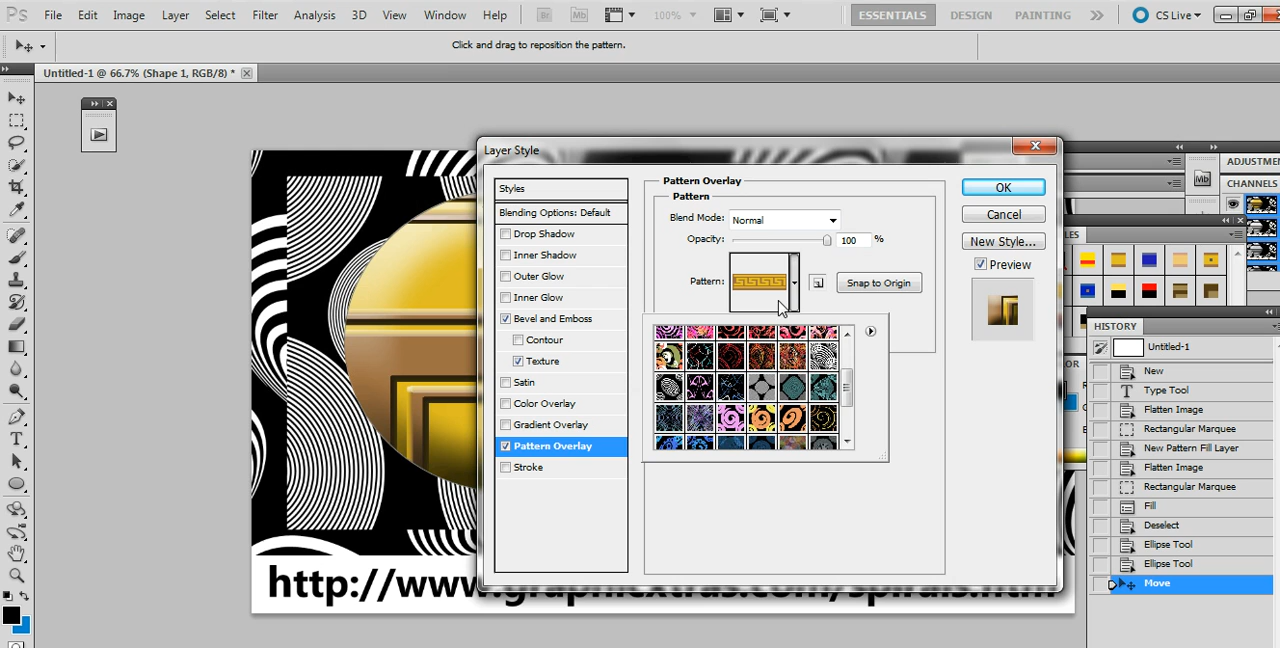 Ps File Edit Image Layer Select Filter Analysis 3D View Window Help Br Mb 100% ESSENTIALS DESIGN PAINTING CS Live
Click and drag to reposition the pattern.
Untitled-1 @ 66.7% (Shape 1, RGB/8) *
Layer Style
Styles
Blending Options: Default
Drop Shadow
Inner Shadow
Outer Glow
Inner Glow
Bevel and Emboss
Contour
Texture
Satin
Color Overlay
Gradient Overlay
Pattern Overlay
Stroke
Pattern Overlay
Pattern
Blend Mode: Normal
Opacity: 100 %
Pattern: Snap to Origin
OK
Cancel
New Style...
Preview
Mb
ADJUSTME
CHANNELS
LES
HISTORY
Untitled-1
New
Type Tool
Flatten Image
Rectangular Marquee
New Pattern Fill Layer
Flatten Image
Rectangular Marquee
Fill
Deselect
Ellipse Tool
Ellipse Tool
Move
http://www.graphicxtras.com/spirals.htm